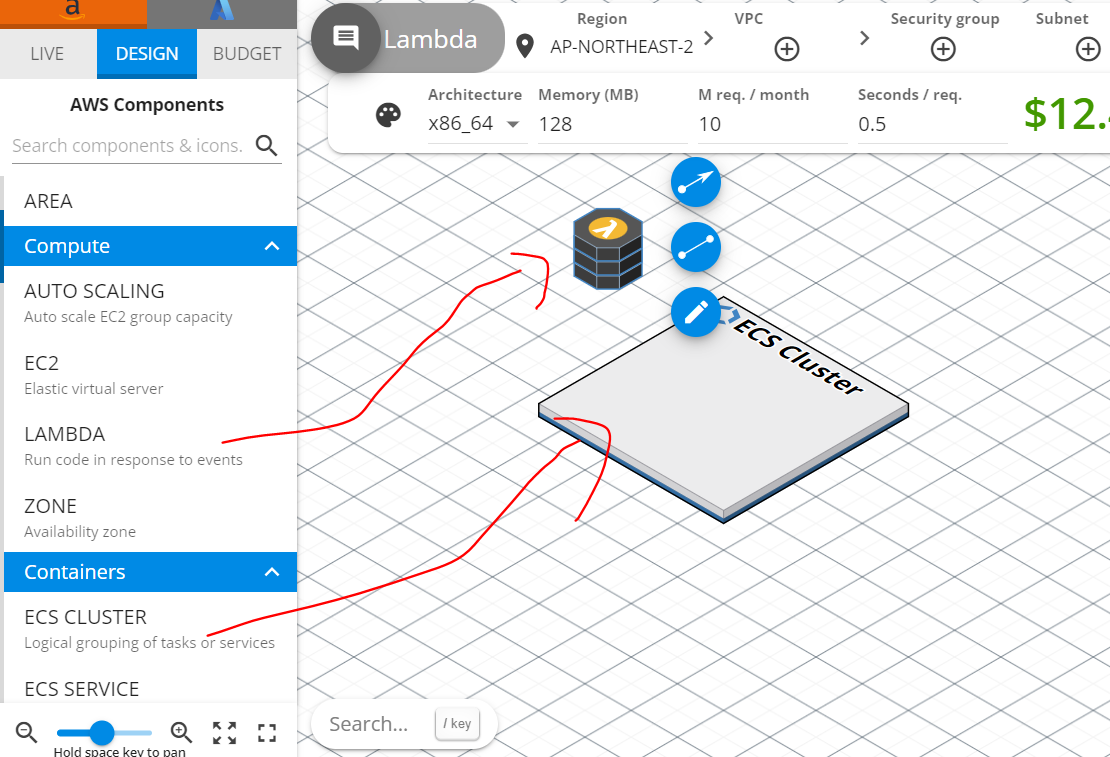 a
LIVE
DESIGN
BUDGET
AWS Components
Search components & icons.
AREA
Compute
AUTO SCALING
Auto scale EC2 group capacity
EC2
Elastic virtual server
LAMBDA
Run code in response to events
ZONE
Availability zone
Containers
ECS CLUSTER
Logical grouping of tasks or services
ECS SERVICE
Hold space key to pan
Lambda
Region
AP-NORTHEAST-2
VPC
Security group
Subnet
Architecture
x86_64
Memory (MB)
128
M req. / month
10
Seconds / req.
0.5
$12.
λ
ECS Cluster
Search...
/ key